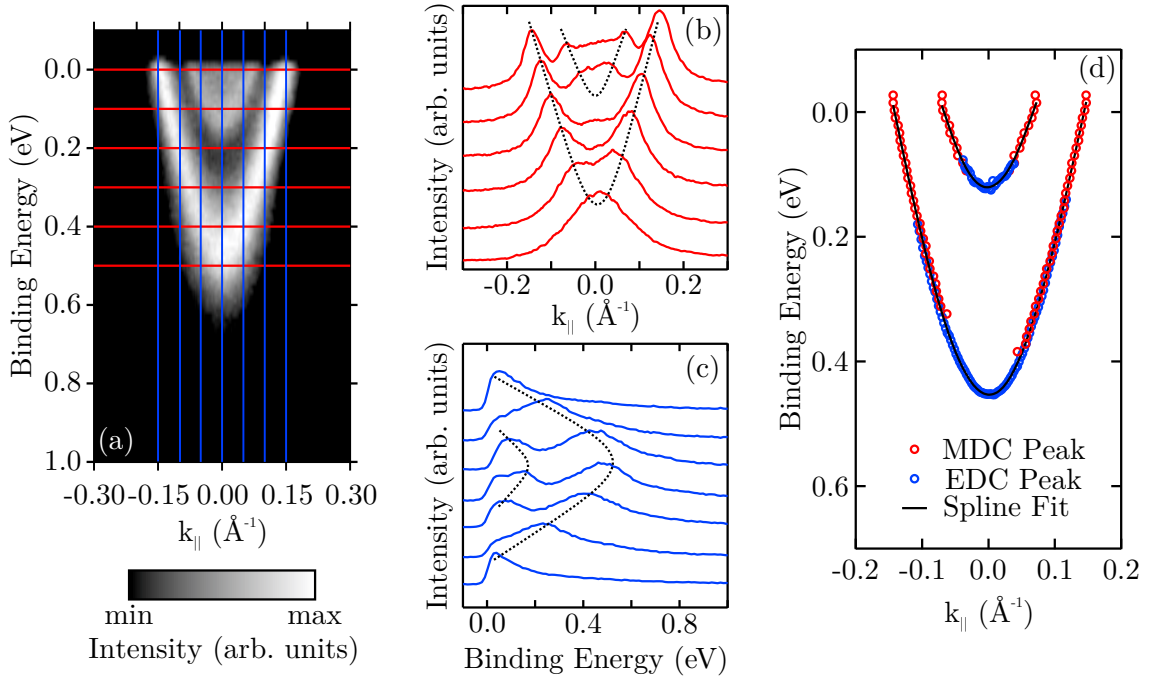 0.0
0.2
0.4
0.6
0.8
1.0
Binding Energy (eV)
(a)
-0.30 -0.15 0.00 0.15 0.30
k|| (Å-1)
min max
Intensity (arb. units)
(b)
Intensity (arb. units)
-0.2 0.0 0.2
k|| (Å-1)
(c)
Intensity (arb. units)
0.0 0.4 0.8
Binding Energy (eV)
(d)
0.0
0.2
0.4
0.6
Binding Energy (eV)
MDC Peak
EDC Peak
Spline Fit
-0.2 -0.1 0.0 0.1 0.2
k|| (Å-1)